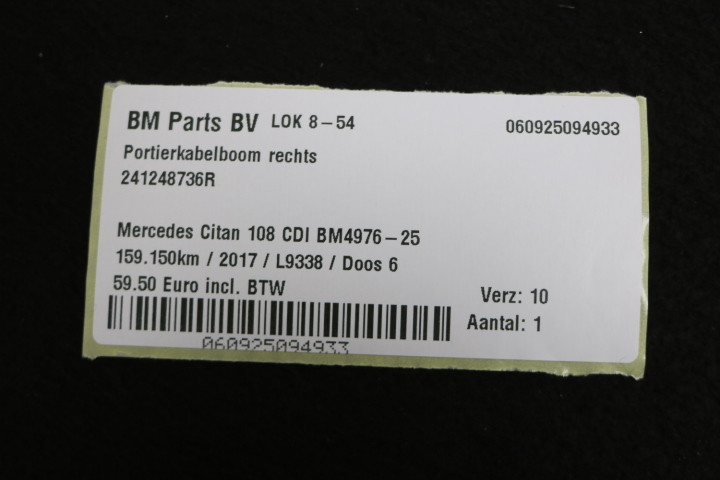 BM Parts BV LOK 8-54 060925094933
Portierkabelboom rechts
241248736R
Mercedes Citan 108 CDI BM4976-25
159.150km / 2017 / L9338 / Doos 6
59.50 Euro incl. BTW
Verz: 10
Aantal: 1
060925094933